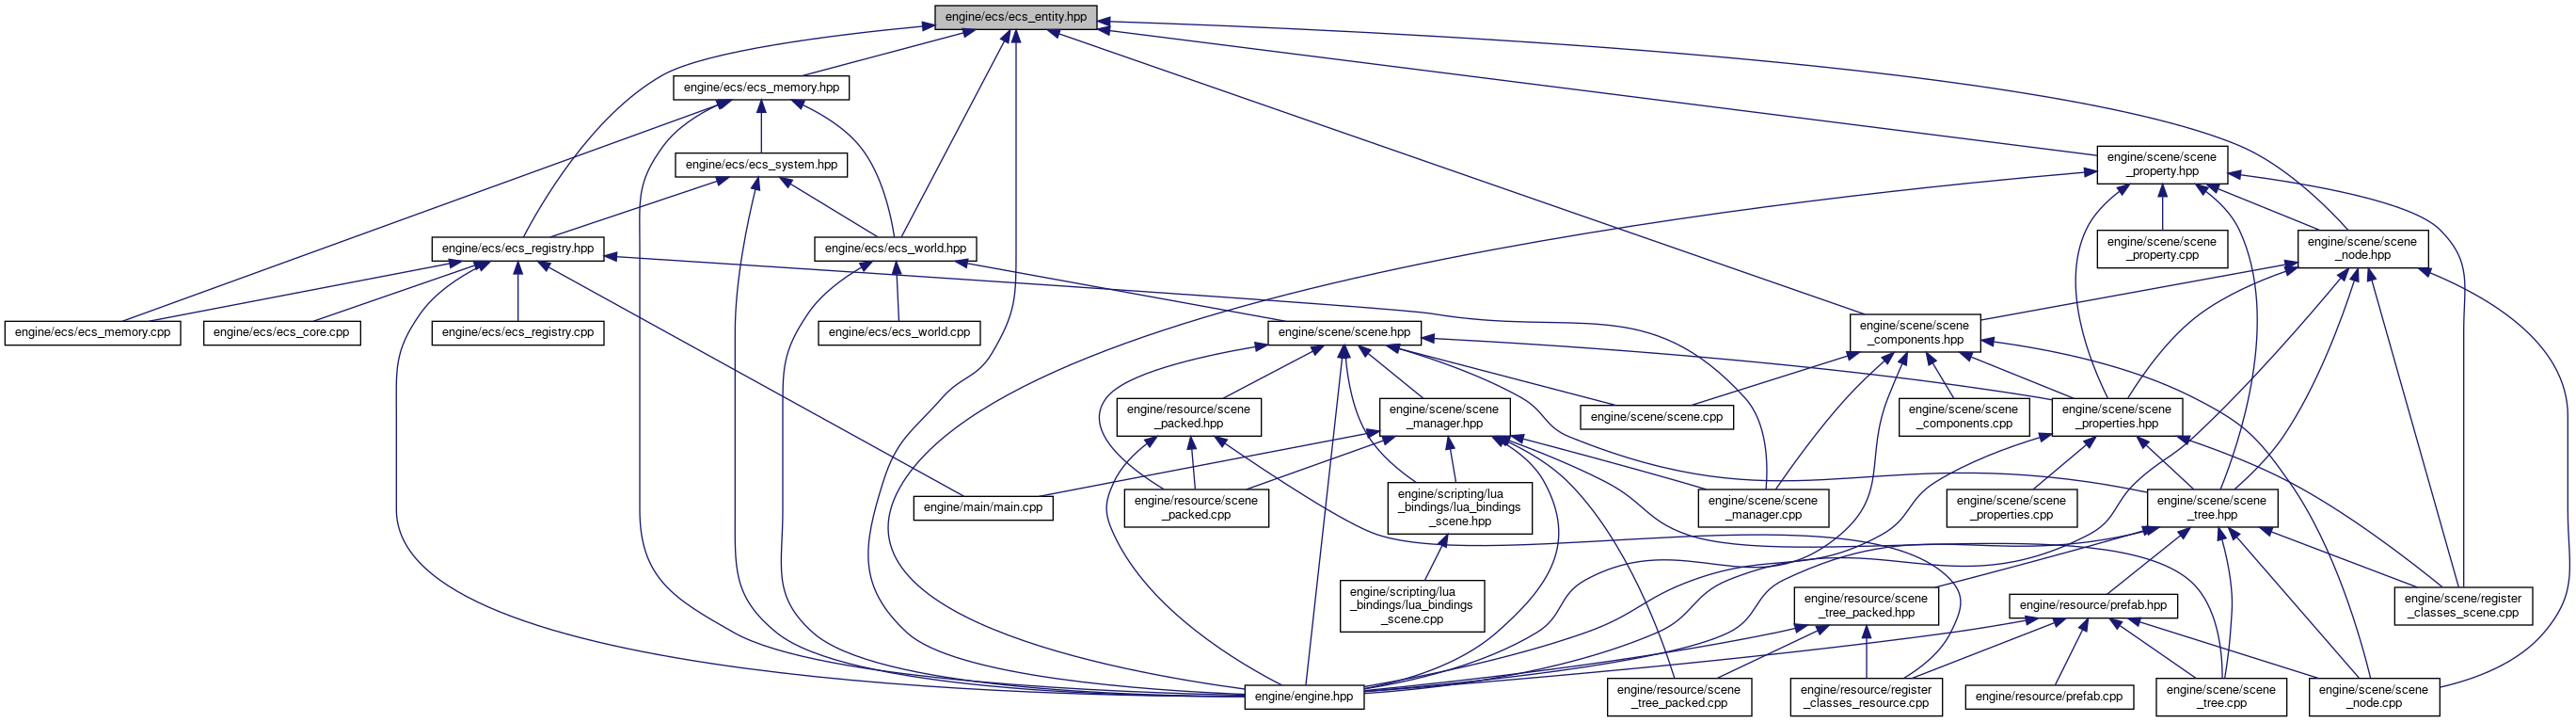 engine/ecs/ecs_entity.hpp
engine/ecs/ecs_memory.hpp
engine/ecs/ecs_system.hpp
engine/scene/scene
_property.hpp
engine/ecs/ecs_registry.hpp
engine/ecs/ecs_world.hpp
engine/scene/scene
_property.cpp
engine/scene/scene
_node.hpp
engine/ecs/ecs_memory.cpp
engine/ecs/ecs_core.cpp
engine/ecs/ecs_registry.cpp
engine/ecs/ecs_world.cpp
engine/scene/scene.hpp
engine/scene/scene
_components.hpp
engine/resource/scene
_packed.hpp
engine/scene/scene
_manager.hpp
engine/scene/scene.cpp
engine/scene/scene
_components.cpp
engine/scene/scene
_properties.hpp
engine/main/main.cpp
engine/resource/scene
_packed.cpp
engine/scripting/lua
_bindings/lua_bindings
_scene.hpp
engine/scene/scene
_manager.cpp
engine/scene/scene
_properties.cpp
engine/scene/scene
_tree.hpp
engine/scripting/lua
_bindings/lua_bindings
_scene.cpp
engine/resource/scene
_tree_packed.hpp
engine/resource/prefab.hpp
engine/scene/register
_classes_scene.cpp
engine/engine.hpp
engine/resource/scene
_tree_packed.cpp
engine/resource/register
_classes_resource.cpp
engine/resource/prefab.cpp
engine/scene/scene
_tree.cpp
engine/scene/scene
_node.cpp